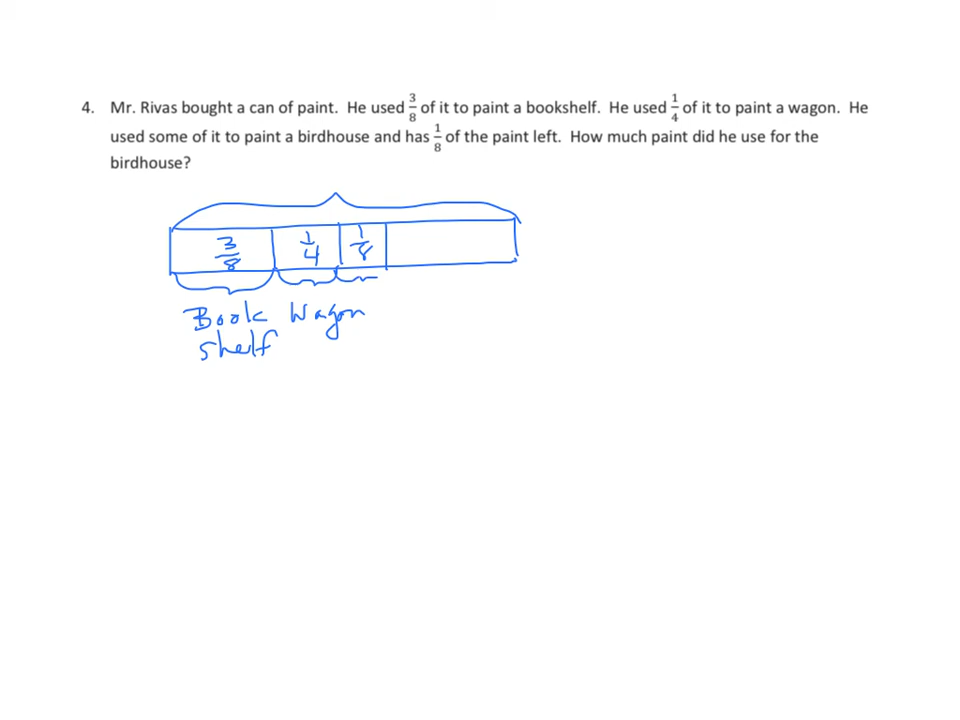 4. Mr. Rivas bought a can of paint. He used 3/8 of it to paint a bookshelf. He used 1/4 of it to paint a wagon. He
used some of it to paint a birdhouse and has 1/8 of the paint left. How much paint did he use for the
birdhouse?
3/8 1/4 1/8
Book Wagon
shelf